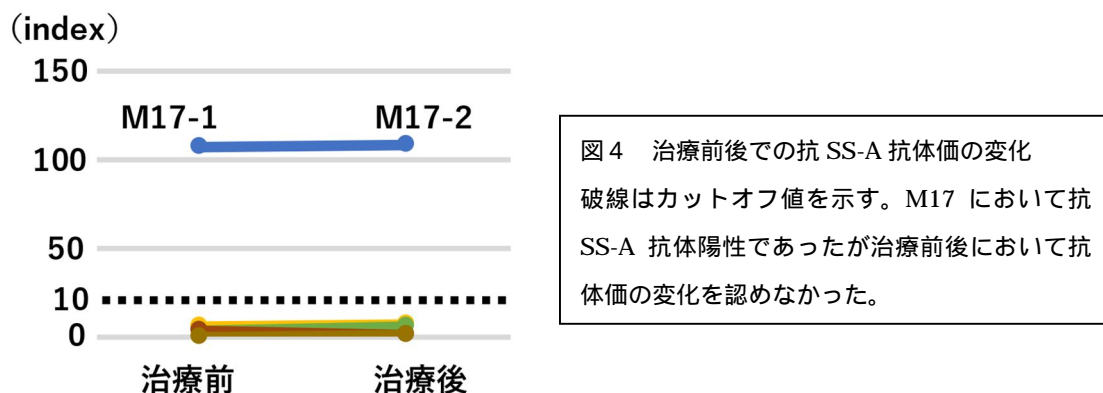 （index）
150
M17-1 M17-2
100
50
10
0
治療前 治療後
図４ 治療前後での抗 SS-A 抗体価の変化
破線はカットオフ値を示す。M17 において抗
SS-A 抗体陽性であったが治療前後において抗
体価の変化を認めなかった。